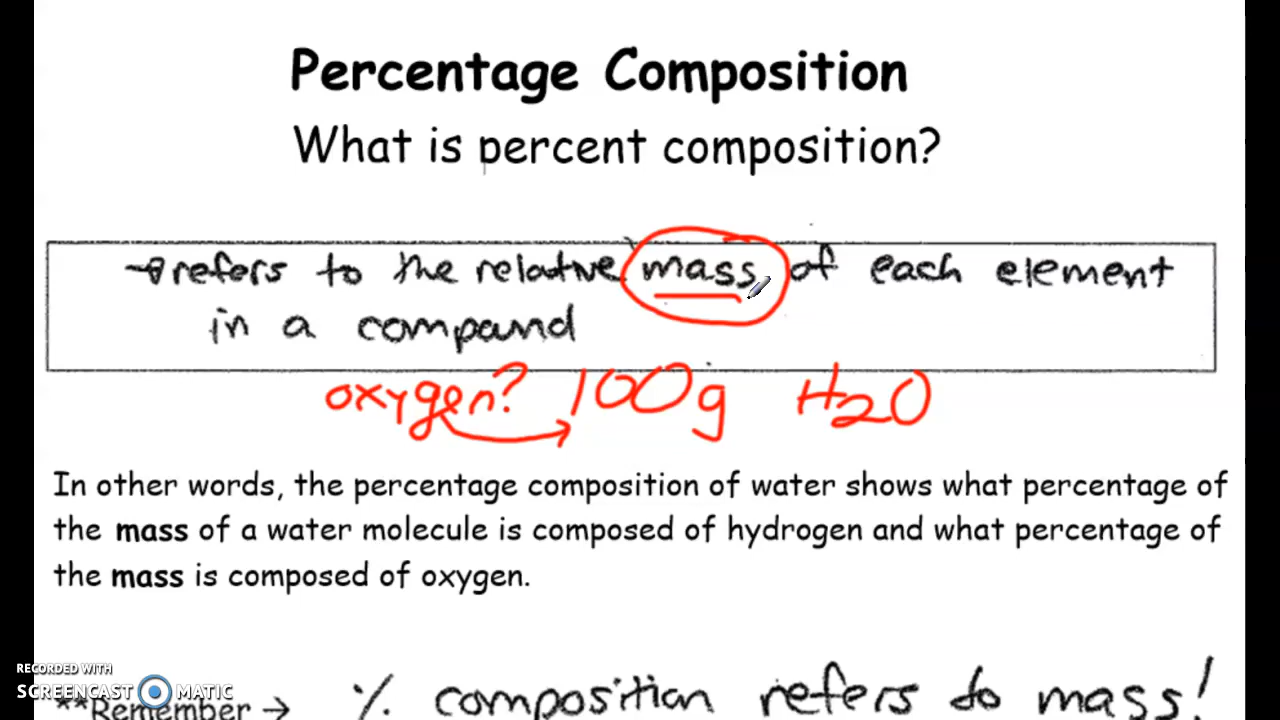 Percentage Composition
What is percent composition?
→ refers to the relative mass of each element
in a compound
oxygen? 100g H2O
In other words, the percentage composition of water shows what percentage of
the mass of a water molecule is composed of hydrogen and what percentage of
the mass is composed of oxygen.
RECORDED WITH
SCREENCAST MATIC
**Remember → % composition refers to mass!